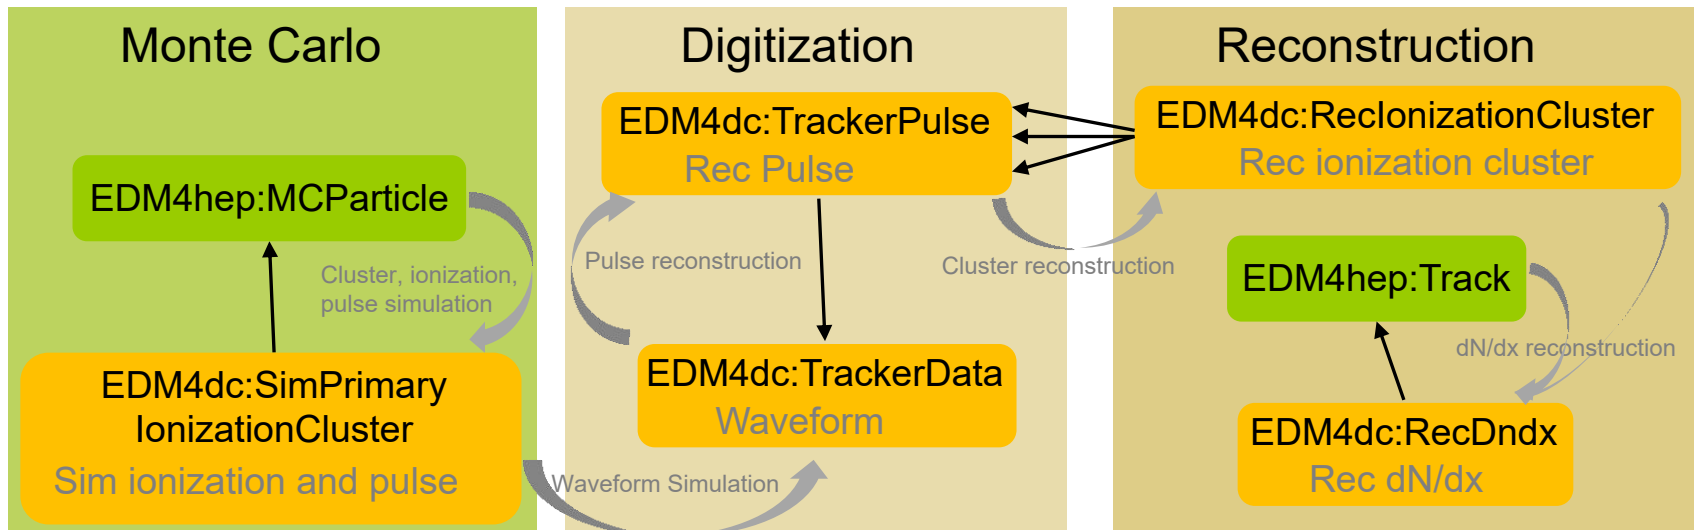 Monte Carlo
EDM4hep:MCParticle
Cluster, ionization,
pulse simulation
EDM4dc:SimPrimary
IonizationCluster
Sim ionization and pulse
Waveform Simulation
Digitization
EDM4dc:TrackerPulse
Rec Pulse
Pulse reconstruction
EDM4dc:TrackerData
Waveform
Cluster reconstruction
Reconstruction
EDM4dc:RecIonizationCluster
Rec ionization cluster
EDM4hep:Track
dN/dx reconstruction
EDM4dc:RecDndx
Rec dN/dx